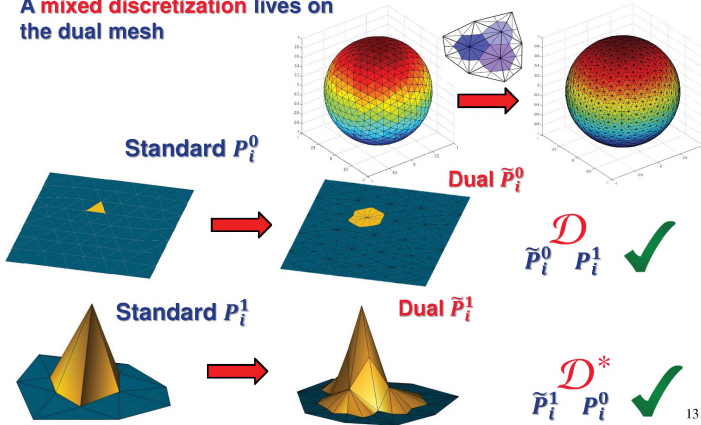 A mixed discretization lives on
the dual mesh
Standard P_i^0
Dual P̃_i^0
𝒟
P̃_i^0 P_i^1
Standard P_i^1
Dual P̃_i^1
𝒟*
P̃_i^1 P_i^0
13